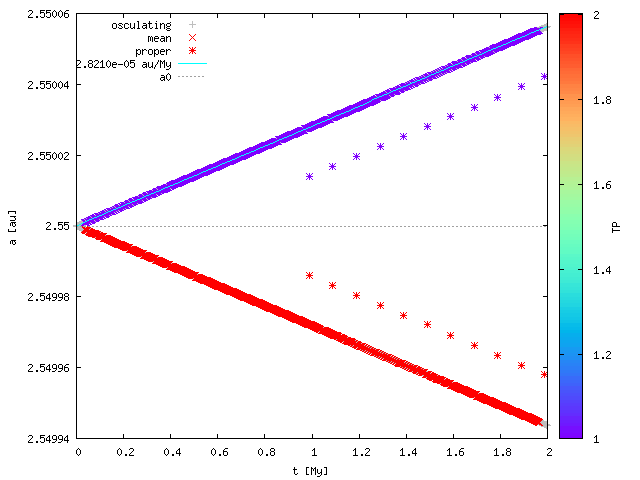 2.55006
2.55004
2.55002
2.55
2.54998
2.54996
2.54994
a [au]
osculating
mean
proper
2.8210e-05 au/My
a0
0 0.2 0.4 0.6 0.8 1 1.2 1.4 1.6 1.8 2
t [My]
2
1.8
1.6
1.4
1.2
1
TP